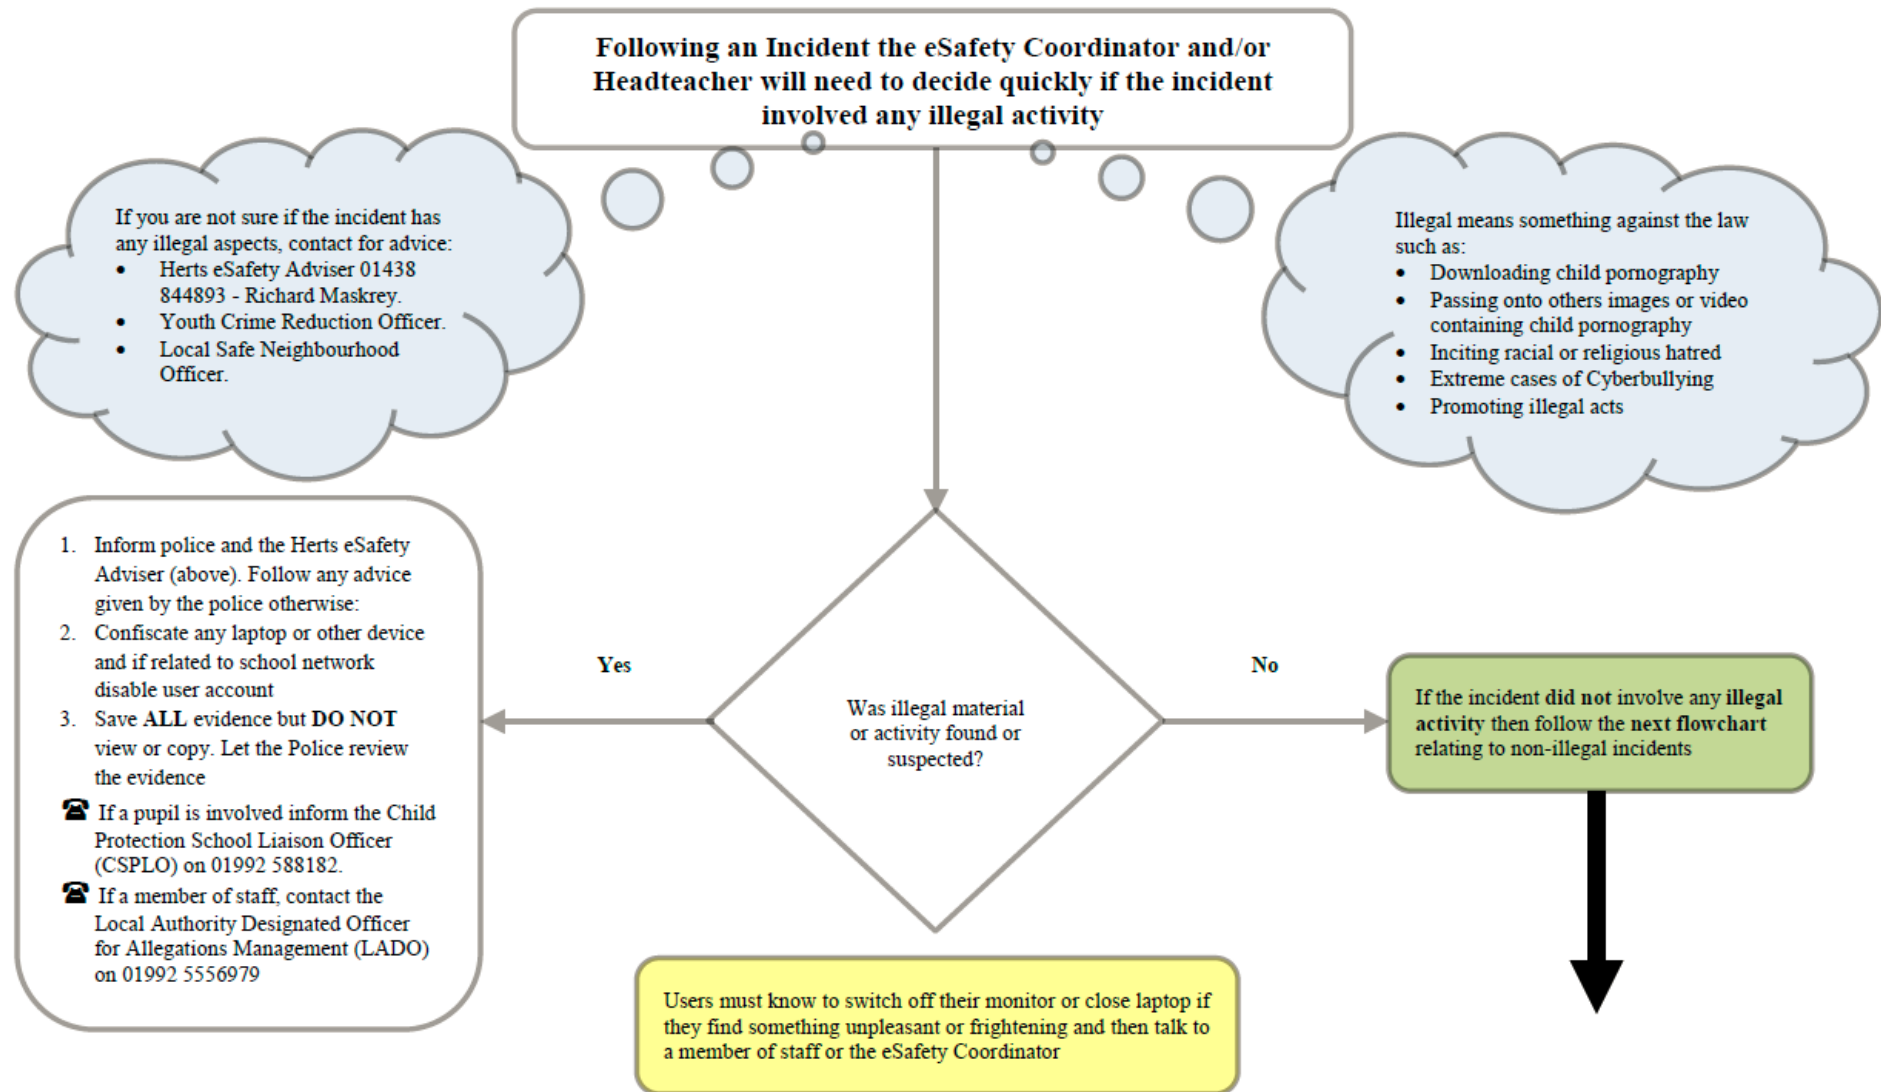 Following an Incident the eSafety Coordinator and/or
Headteacher will need to decide quickly if the incident
involved any illegal activity
If you are not sure if the incident has
any illegal aspects, contact for advice:
• Herts eSafety Adviser 01438
844893 - Richard Maskrey.
• Youth Crime Reduction Officer.
• Local Safe Neighbourhood
Officer.
Illegal means something against the law
such as:
• Downloading child pornography
• Passing onto others images or video
containing child pornography
• Inciting racial or religious hatred
• Extreme cases of Cyberbullying
• Promoting illegal acts
1. Inform police and the Herts eSafety
Adviser (above). Follow any advice
given by the police otherwise:
2. Confiscate any laptop or other device
and if related to school network
disable user account
3. Save ALL evidence but DO NOT
view or copy. Let the Police review
the evidence
☎ If a pupil is involved inform the Child
Protection School Liaison Officer
(CSPLO) on 01992 588182.
☎ If a member of staff, contact the
Local Authority Designated Officer
for Allegations Management (LADO)
on 01992 5556979
Yes
Was illegal material
or activity found or
suspected?
No
If the incident did not involve any illegal
activity then follow the next flowchart
relating to non-illegal incidents
Users must know to switch off their monitor or close laptop if
they find something unpleasant or frightening and then talk to
a member of staff or the eSafety Coordinator